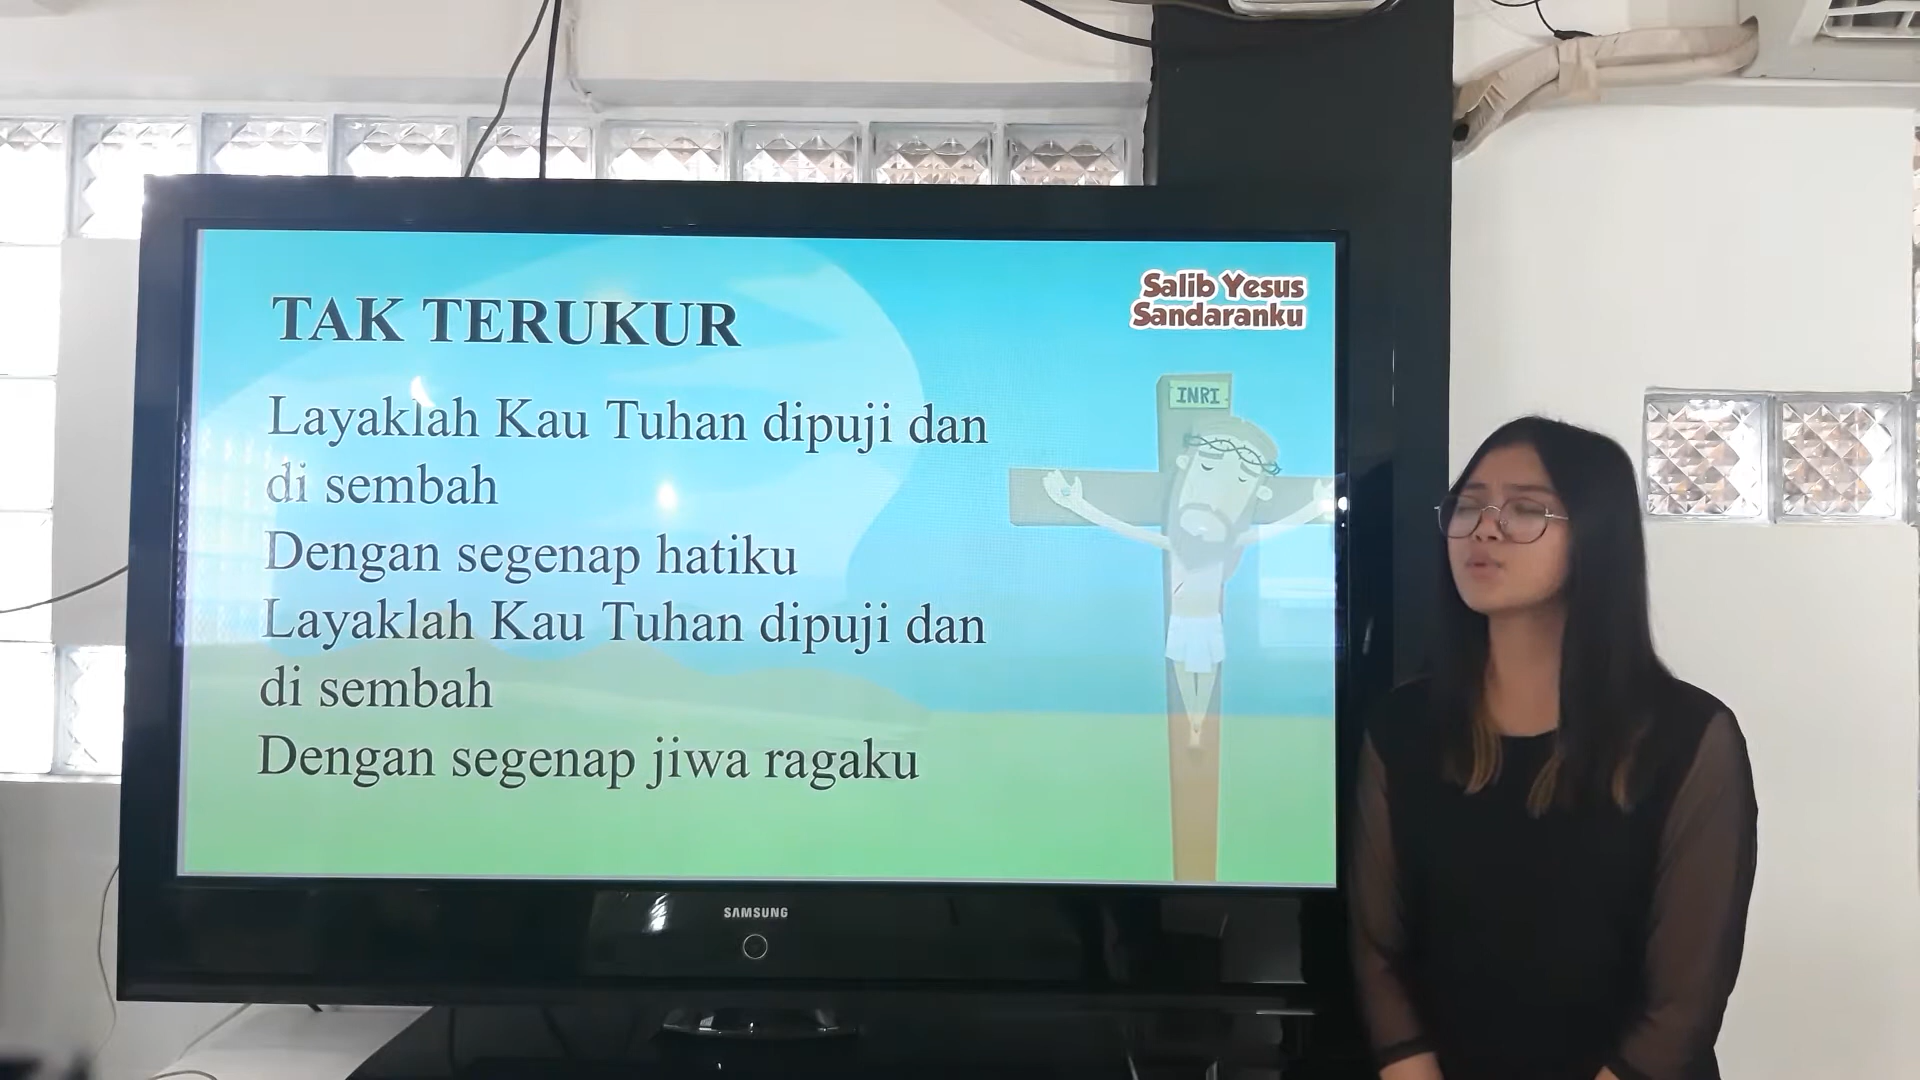 TAK TERUKUR
Salib Yesus
Sandaranku
Layaklah Kau Tuhan dipuji dan
di sembah
Dengan segenap hatiku
Layaklah Kau Tuhan dipuji dan
di sembah
Dengan segenap jiwa ragaku
INRI
SAMSUNG